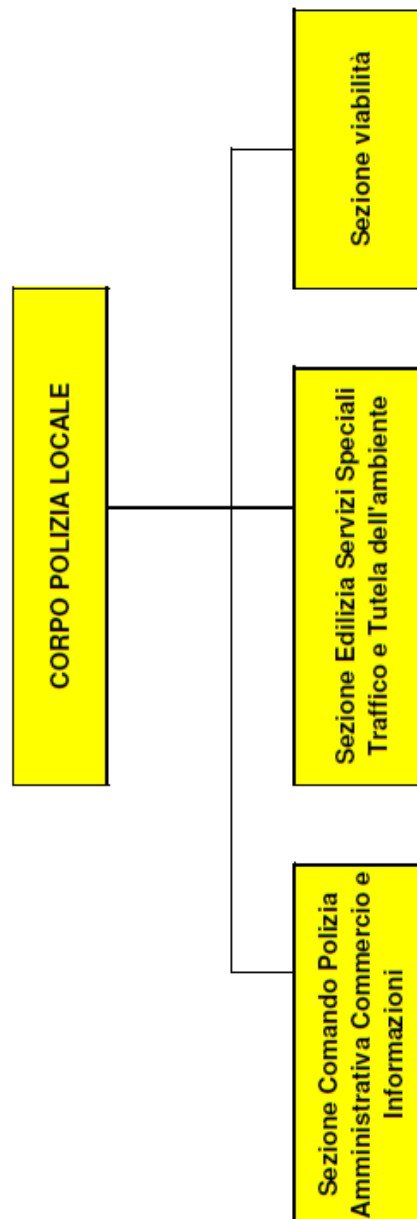 CORPO POLIZIA LOCALE
Sezione Comando Polizia
Amministrativa Commercio e
Informazioni
Sezione Edilizia Servizi Speciali
Traffico e Tutela dell'ambiente
Sezione viabilità